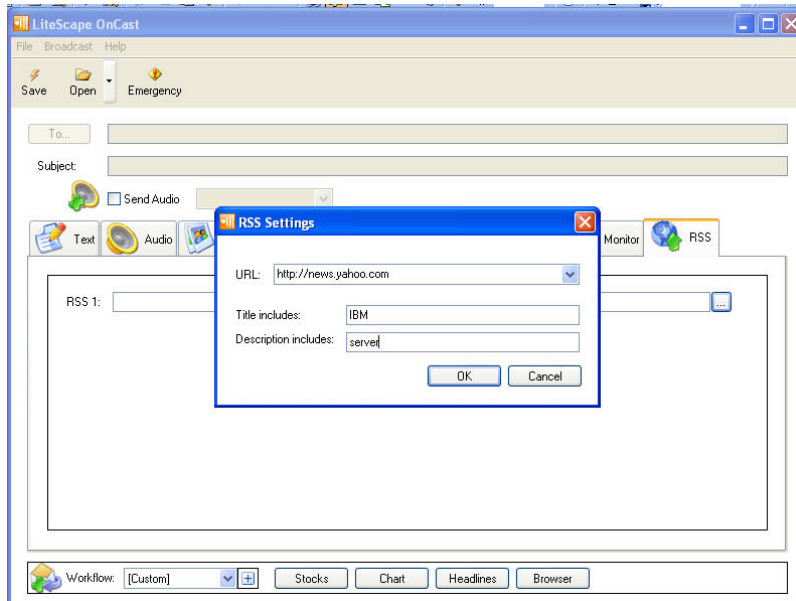 LiteScape OnCast
File Broadcast Help
Save Open Emergency
To...
Subject:
Send Audio
RSS Settings
Text Audio Monitor RSS
URL: http://news.yahoo.com
RSS 1: ...
Title includes: IBM
Description includes: server
OK Cancel
Workflow: [Custom] Stocks Chart Headlines Browser